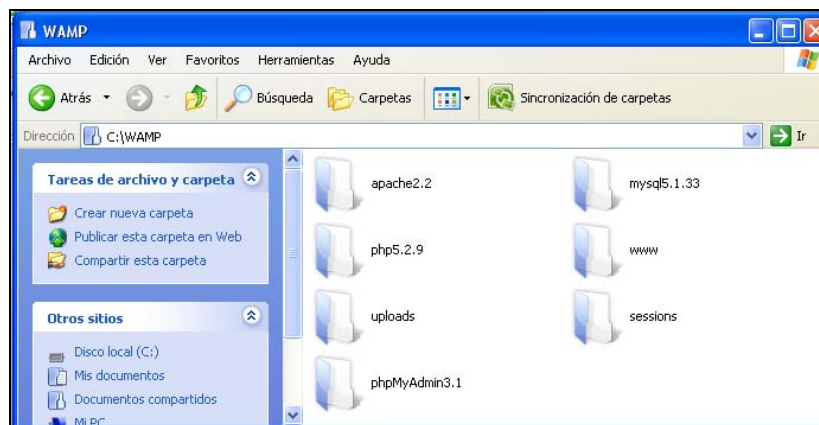 WAMP
Archivo Edición Ver Favoritos Herramientas Ayuda
Atrás Búsqueda Carpetas Sincronización de carpetas
Dirección C:\WAMP Ir
Tareas de archivo y carpeta
Crear nueva carpeta
Publicar esta carpeta en Web
Compartir esta carpeta
Otros sitios
Disco local (C:)
Mis documentos
Documentos compartidos
Mi PC
apache2.2 mysql5.1.33
php5.2.9 www
uploads sessions
phpMyAdmin3.1